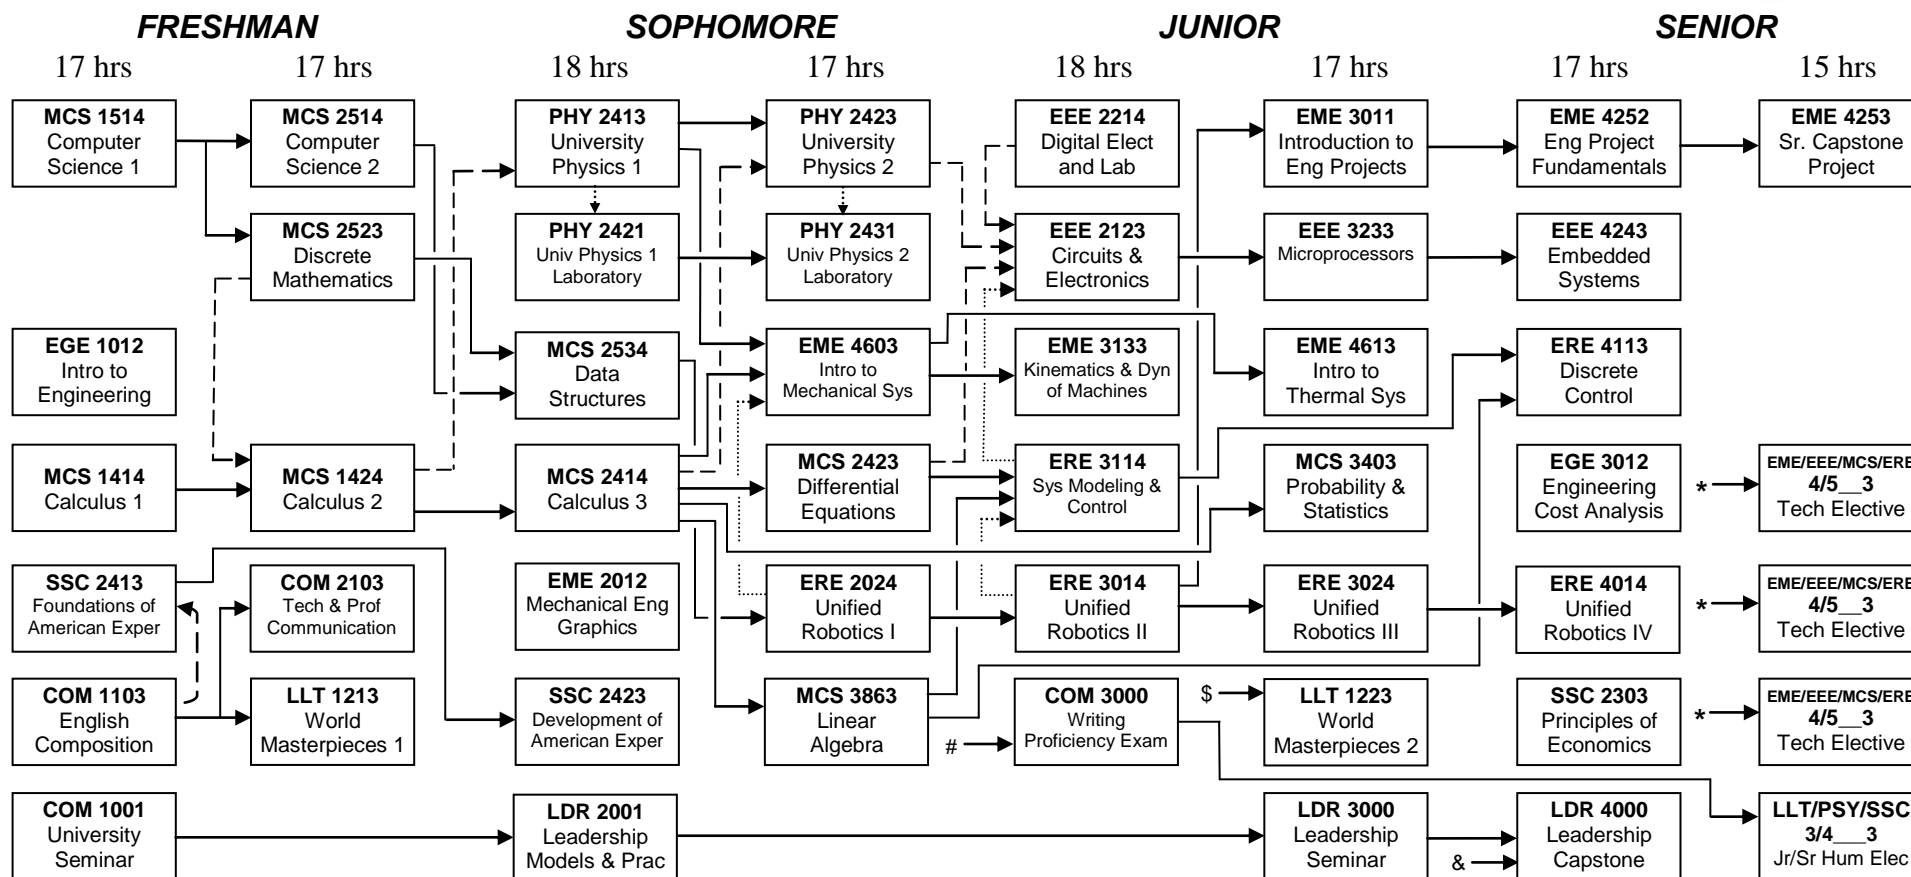 FRESHMAN
SOPHOMORE
JUNIOR
SENIOR
17 hrs
17 hrs
18 hrs
17 hrs
18 hrs
17 hrs
17 hrs
15 hrs
MCS 1514
Computer
Science 1
MCS 2514
Computer
Science 2
PHY 2413
University
Physics 1
PHY 2423
University
Physics 2
EEE 2214
Digital Elect
and Lab
EME 3011
Introduction to
Eng Projects
EME 4252
Eng Project
Fundamentals
EME 4253
Sr. Capstone
Project
MCS 2523
Discrete
Mathematics
PHY 2421
Univ Physics 1
Laboratory
PHY 2431
Univ Physics 2
Laboratory
EEE 2123
Circuits &
Electronics
EEE 3233
Microprocessors
EEE 4243
Embedded
Systems
EGE 1012
Intro to
Engineering
MCS 2534
Data
Structures
EME 4603
Intro to
Mechanical Sys
EME 3133
Kinematics & Dyn
of Machines
EME 4613
Intro to
Thermal Sys
ERE 4113
Discrete
Control
MCS 1414
Calculus 1
MCS 1424
Calculus 2
MCS 2414
Calculus 3
MCS 2423
Differential
Equations
ERE 3114
Sys Modeling &
Control
MCS 3403
Probability &
Statistics
EGE 3012
Engineering
Cost Analysis
*
EME/EEE/MCS/ERE
4/5__3
Tech Elective
SSC 2413
Foundations of
American Exper
COM 2103
Tech & Prof
Communication
EME 2012
Mechanical Eng
Graphics
ERE 2024
Unified
Robotics I
ERE 3014
Unified
Robotics II
ERE 3024
Unified
Robotics III
ERE 4014
Unified
Robotics IV
*
EME/EEE/MCS/ERE
4/5__3
Tech Elective
COM 1103
English
Composition
LLT 1213
World
Masterpieces 1
SSC 2423
Development of
American Exper
MCS 3863
Linear
Algebra
#
COM 3000
Writing
Proficiency Exam
$
LLT 1223
World
Masterpieces 2
SSC 2303
Principles of
Economics
*
EME/EEE/MCS/ERE
4/5__3
Tech Elective
COM 1001
University
Seminar
LDR 2001
Leadership
Models & Prac
LDR 3000
Leadership
Seminar
&
LDR 4000
Leadership
Capstone
LLT/PSY/SSC
3/4___3
Jr/Sr Hum Elec